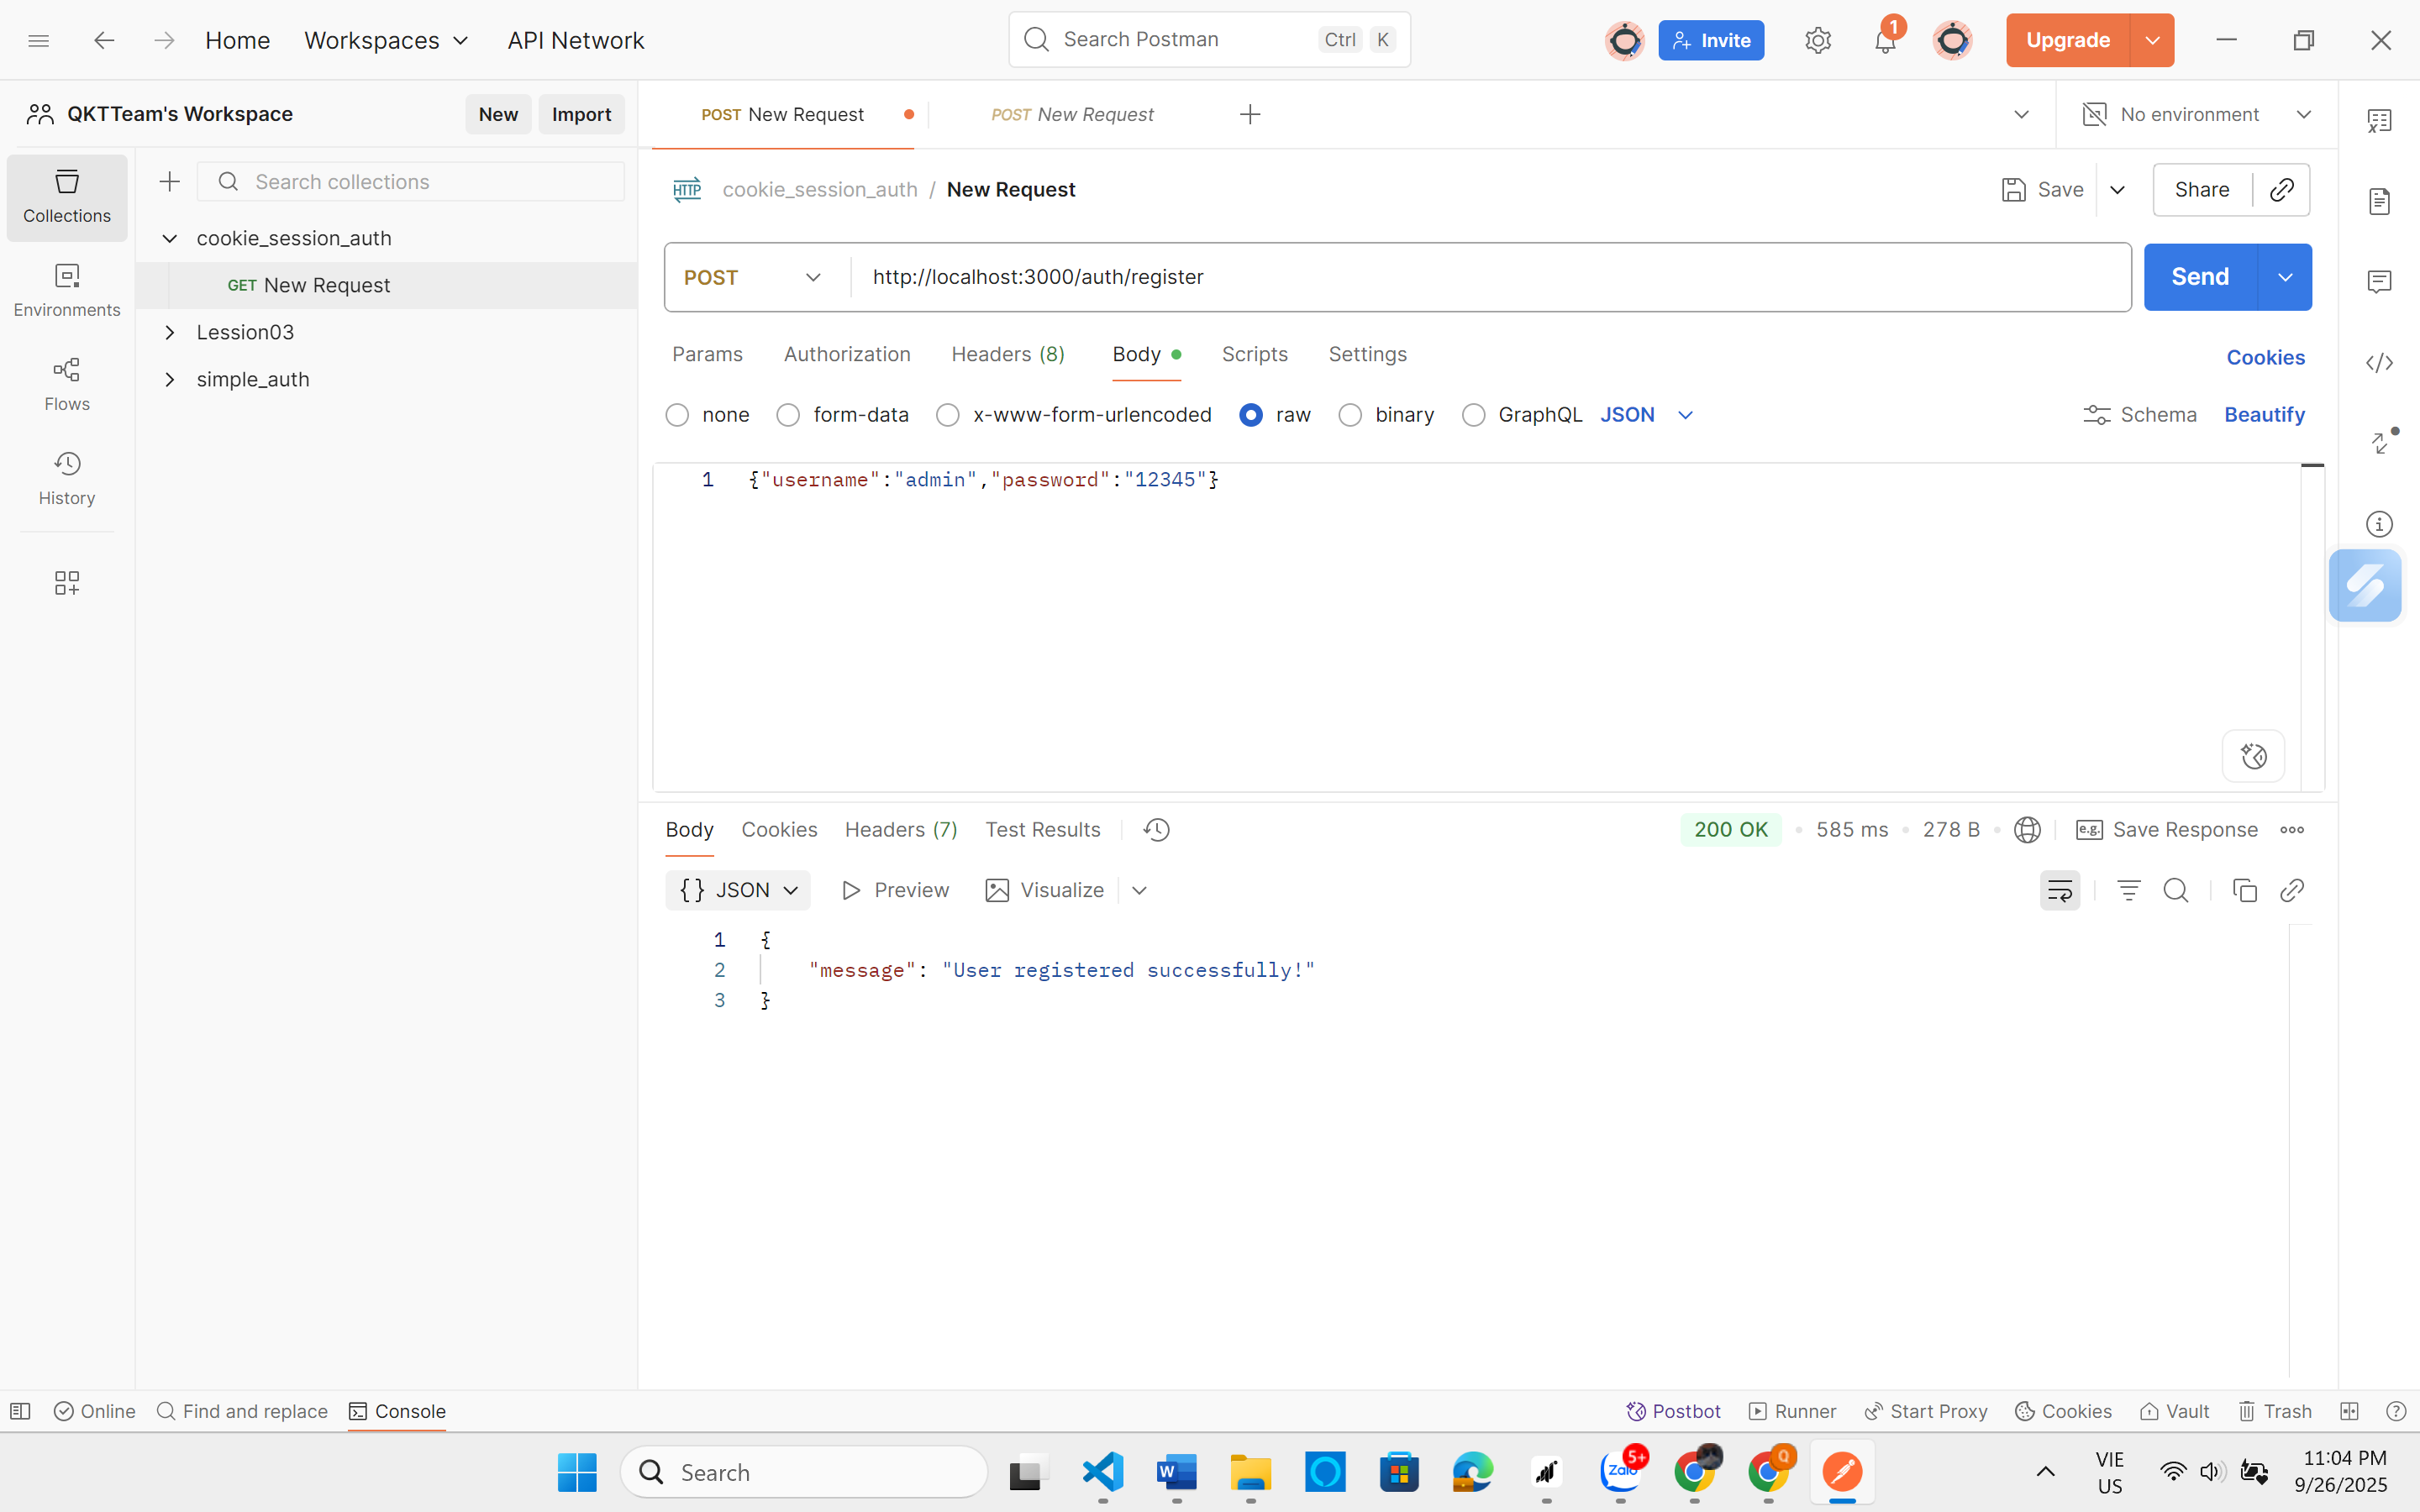 Home
Workspaces
API Network
Search Postman
Ctrl K
Invite
1
Upgrade
QKTTeam's Workspace
New
Import
POST New Request
POST New Request
No environment
Collections
Environments
Flows
History
Search collections
cookie_session_auth
GET New Request
Lession03
simple_auth
HTTP cookie_session_auth / New Request
Save
Share
POST
http://localhost:3000/auth/register
Send
Params Authorization Headers (8) Body Scripts Settings
Cookies
none form-data x-www-form-urlencoded raw binary GraphQL JSON
Schema Beautify
1 {"username":"admin","password":"12345"}
Body Cookies Headers (7) Test Results
200 OK 585 ms 278 B e.g. Save Response
{} JSON Preview Visualize
1 {
2 "message": "User registered successfully!"
3 }
Online Find and replace Console
Postbot Runner Start Proxy Cookies Vault Trash
Search
W
Zalo
5+
Q
VIE
US
11:04 PM
9/26/2025